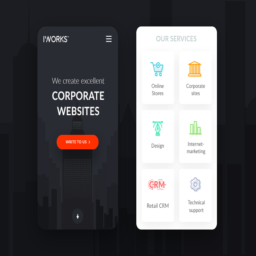 I'WORKS
We create excellent
CORPORATE
WEBSITES
WRITE TO US >
OUR SERVICES
Online
Stores
Corporate
sites
Design
Internet-
marketing
CRM
Retail CRM
Technical
support